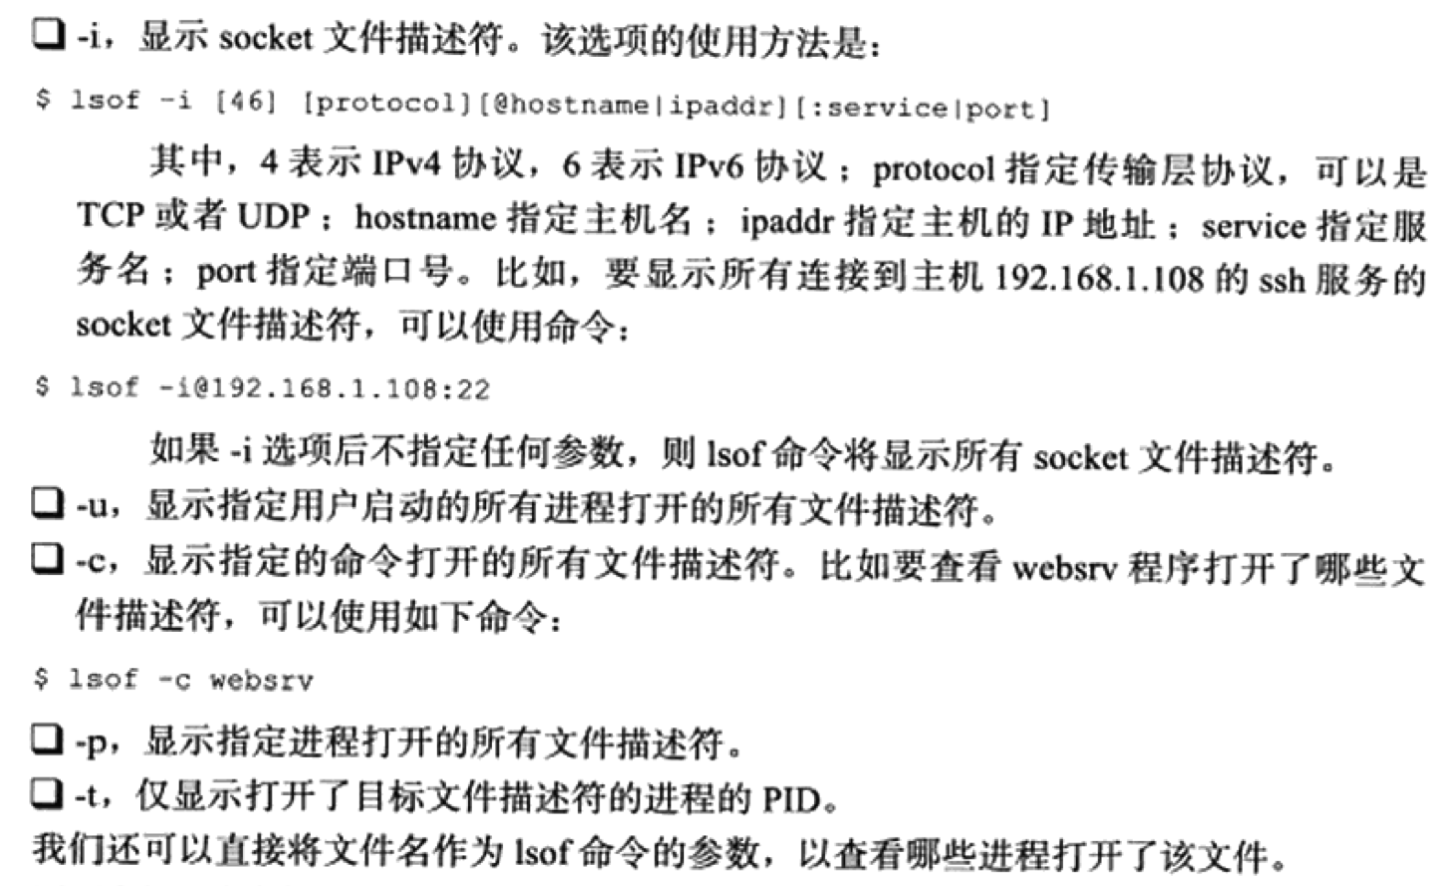 ❑ -i，显示 socket 文件描述符。该选项的使用方法是：
$ lsof -i [46] [protocol][@hostname|ipaddr][:service|port]
其中，4 表示 IPv4 协议，6 表示 IPv6 协议；protocol 指定传输层协议，可以是
TCP 或者 UDP；hostname 指定主机名；ipaddr 指定主机的 IP 地址；service 指定服
务名；port 指定端口号。比如，要显示所有连接到主机 192.168.1.108 的 ssh 服务的
socket 文件描述符，可以使用命令：
$ lsof -i@192.168.1.108:22
如果 -i 选项后不指定任何参数，则 lsof 命令将显示所有 socket 文件描述符。
❑ -u，显示指定用户启动的所有进程打开的所有文件描述符。
❑ -c，显示指定的命令打开的所有文件描述符。比如要查看 websrv 程序打开了哪些文
件描述符，可以使用如下命令：
$ lsof -c websrv
❑ -p，显示指定进程打开的所有文件描述符。
❑ -t，仅显示打开了目标文件描述符的进程的 PID。
我们还可以直接将文件名作为 lsof 命令的参数，以查看哪些进程打开了该文件。